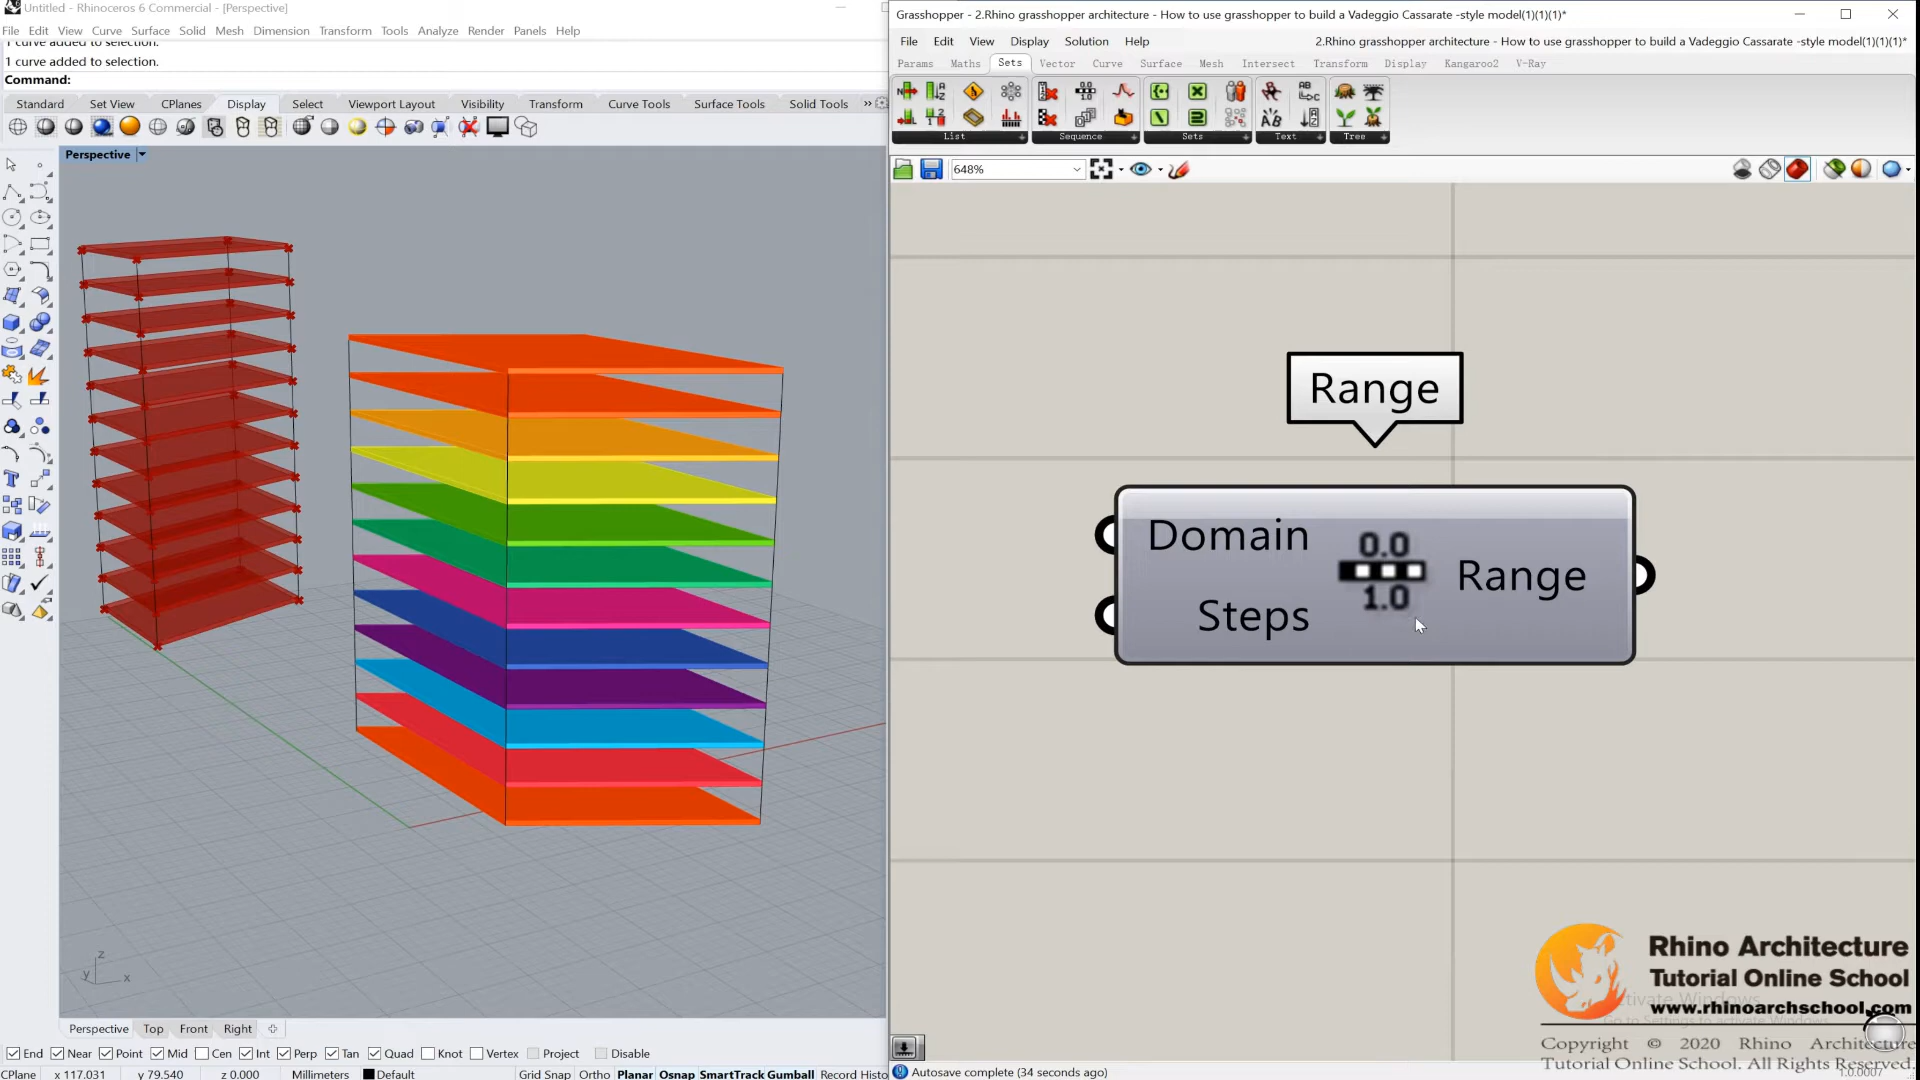 Untitled - Rhinoceros 6 Commercial - [Perspective]
File Edit View Curve Surface Solid Mesh Dimension Transform Tools Analyze Render Panels Help
1 curve added to selection.
1 curve added to selection.
Command:
Standard Set View CPlanes Display Select Viewport Layout Visibility Transform Curve Tools Surface Tools Solid Tools »
Perspective
z
y x
Perspective Top Front Right
End Near Point Mid Cen Int Perp Tan Quad Knot Vertex Project Disable
CPlane x 117.031 y 79.540 z 0.000 Millimeters Default Grid Snap Ortho Planar Osnap SmartTrack Gumball Record Histo
Grasshopper - 2.Rhino grasshopper architecture - How to use grasshopper to build a Vadeggio Cassarate -style model(1)(1)(1)*
File Edit View Display Solution Help 2.Rhino grasshopper architecture - How to use grasshopper to build a Vadeggio Cassarate -style model(1)(1)(1)*
Params Maths Sets Vector Curve Surface Mesh Intersect Transform Display Kangaroo2 V-Ray
List Sequence Sets Text Tree
648%
Range
Domain
Steps
0.0
1.0
Range
Rhino Architecture
Tutorial Online School
www.rhinoarchschool.com
Copyright © 2020 Rhino Architecture
Tutorial Online School. All Rights Reserved.
Autosave complete (34 seconds ago)
1.0.0007